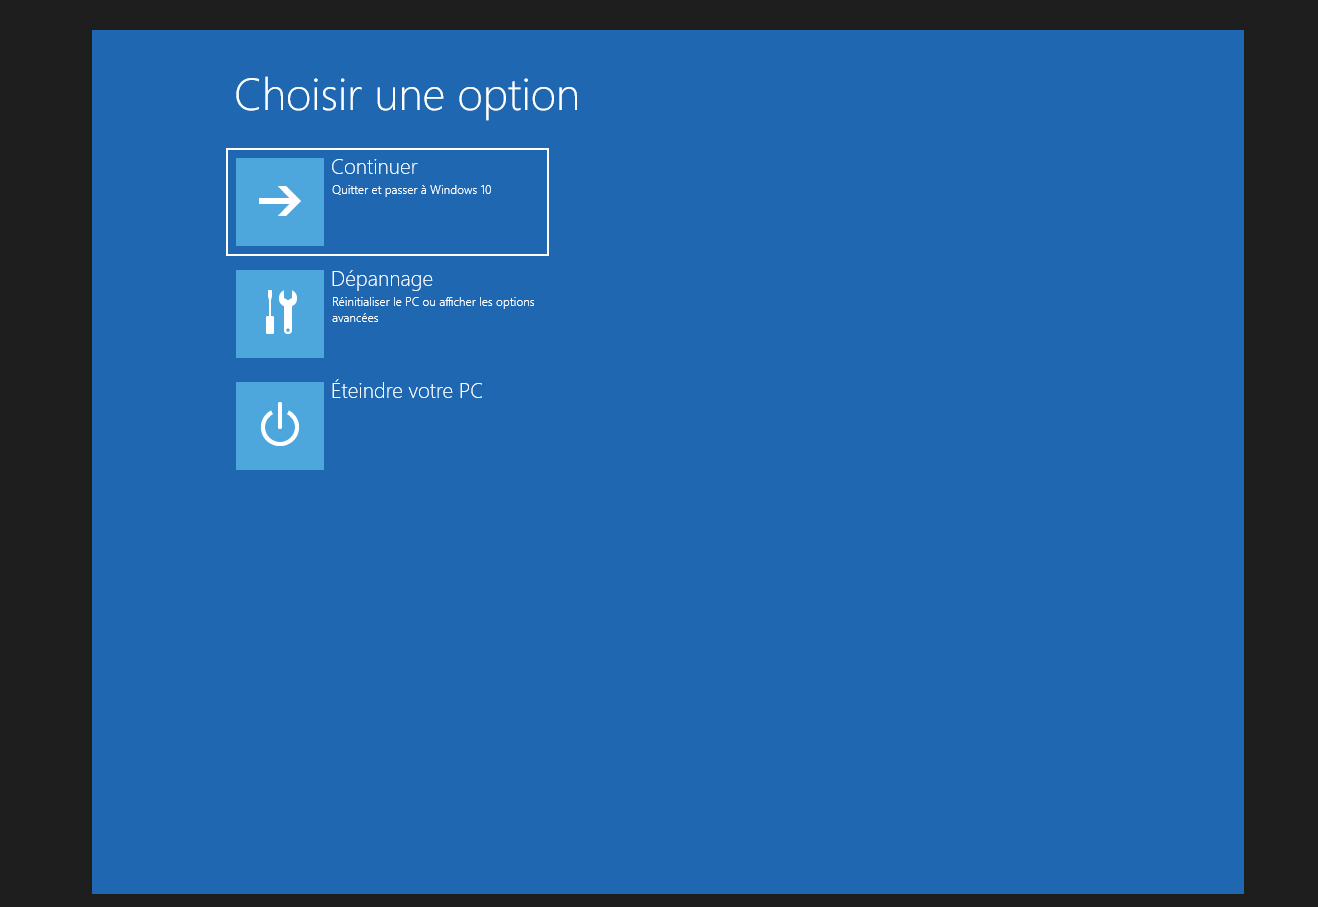 Choisir une option
Continuer
Quitter et passer à Windows 10
Dépannage
Réinitialiser le PC ou afficher les options
avancées
Éteindre votre PC